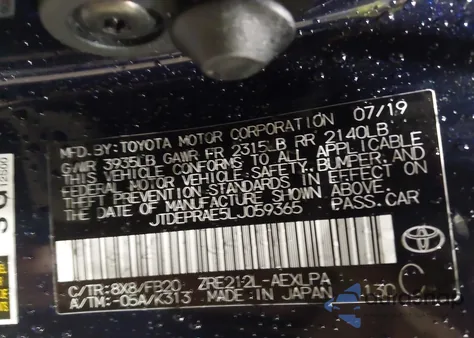 07/19
MFD. BY: TOYOTA MOTOR CORPORATION
GVWR 3935LB GAWR FR 2315LB RR 2140LB
THIS VEHICLE CONFORMS TO ALL APPLICABLE
FEDERAL MOTOR VEHICLE SAFETY, BUMPER, AND
THEFT PREVENTION STANDARDS IN EFFECT ON
THE DATE OF MANUFACTURE SHOWN ABOVE.
JTDEPRAE5LJ059365 PASS. CAR
C/TR: 8X8/FB20 ZRE212L-AEXLPA
A/TM: -05A/K313 MADE IN JAPAN 130 C